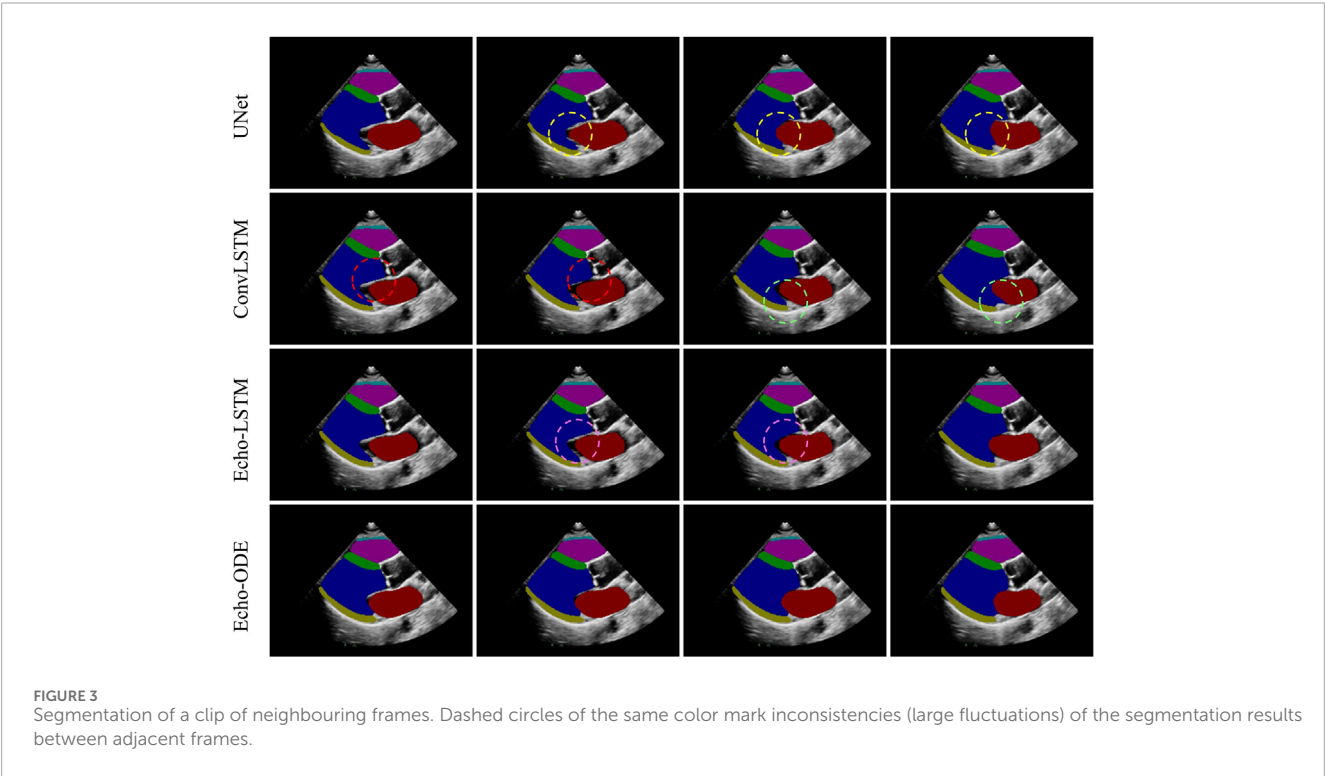 UNet
ConvLSTM
Echo-LSTM
Echo-ODE
FIGURE 3
Segmentation of a clip of neighbouring frames. Dashed circles of the same color mark inconsistencies (large fluctuations) of the segmentation results
between adjacent frames.